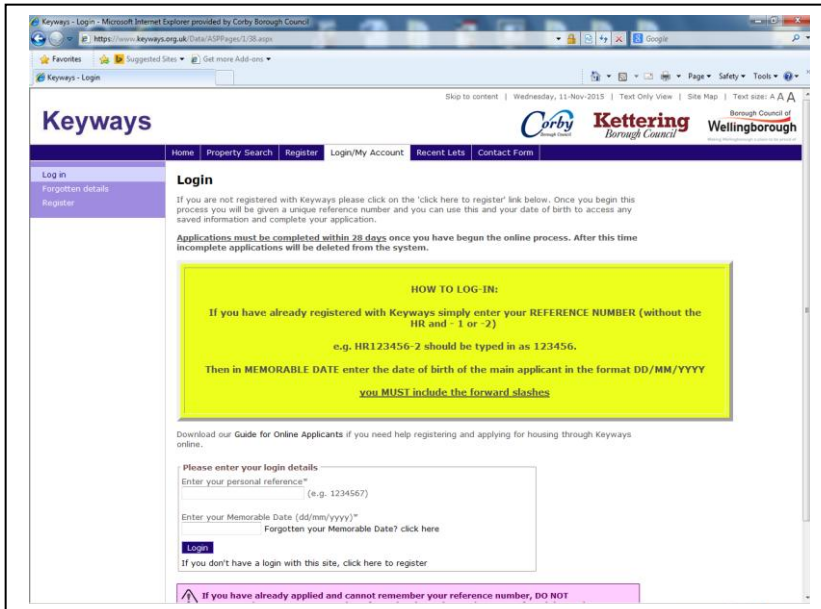 Keyways - Login - Microsoft Internet Explorer provided by Corby Borough Council
https://www.keyways.org.uk/Data/ASPPages/1/38.aspx
Google
Favorites Suggested Sites Get more Add-ons
Keyways - Login
Page Safety Tools
Skip to content | Wednesday, 11-Nov-2015 | Text Only View | Site Map | Text size: A A A
Keyways
Corby
Borough Council
Kettering
Borough Council
Borough Council of
Wellingborough
Home Property Search Register Login/My Account Recent Lets Contact Form
Log in
Forgotten details
Register
Login
If you are not registered with Keyways please click on the 'click here to register' link below. Once you begin this
process you will be given a unique reference number and you can use this and your date of birth to access any
saved information and complete your application.
Applications must be completed within 28 days once you have begun the online process. After this time
incomplete applications will be deleted from the system.
HOW TO LOG-IN:
If you have already registered with Keyways simply enter your REFERENCE NUMBER (without the
HR and - 1 or -2)
e.g. HR123456-2 should be typed in as 123456.
Then in MEMORABLE DATE enter the date of birth of the main applicant in the format DD/MM/YYYY
you MUST include the forward slashes
Download our Guide for Online Applicants if you need help registering and applying for housing through Keyways
online.
Please enter your login details
Enter your personal reference*
(e.g. 1234567)
Enter your Memorable Date (dd/mm/yyyy)*
Forgotten your Memorable Date? click here
Login
If you don't have a login with this site, click here to register
If you have already applied and cannot remember your reference number, DO NOT